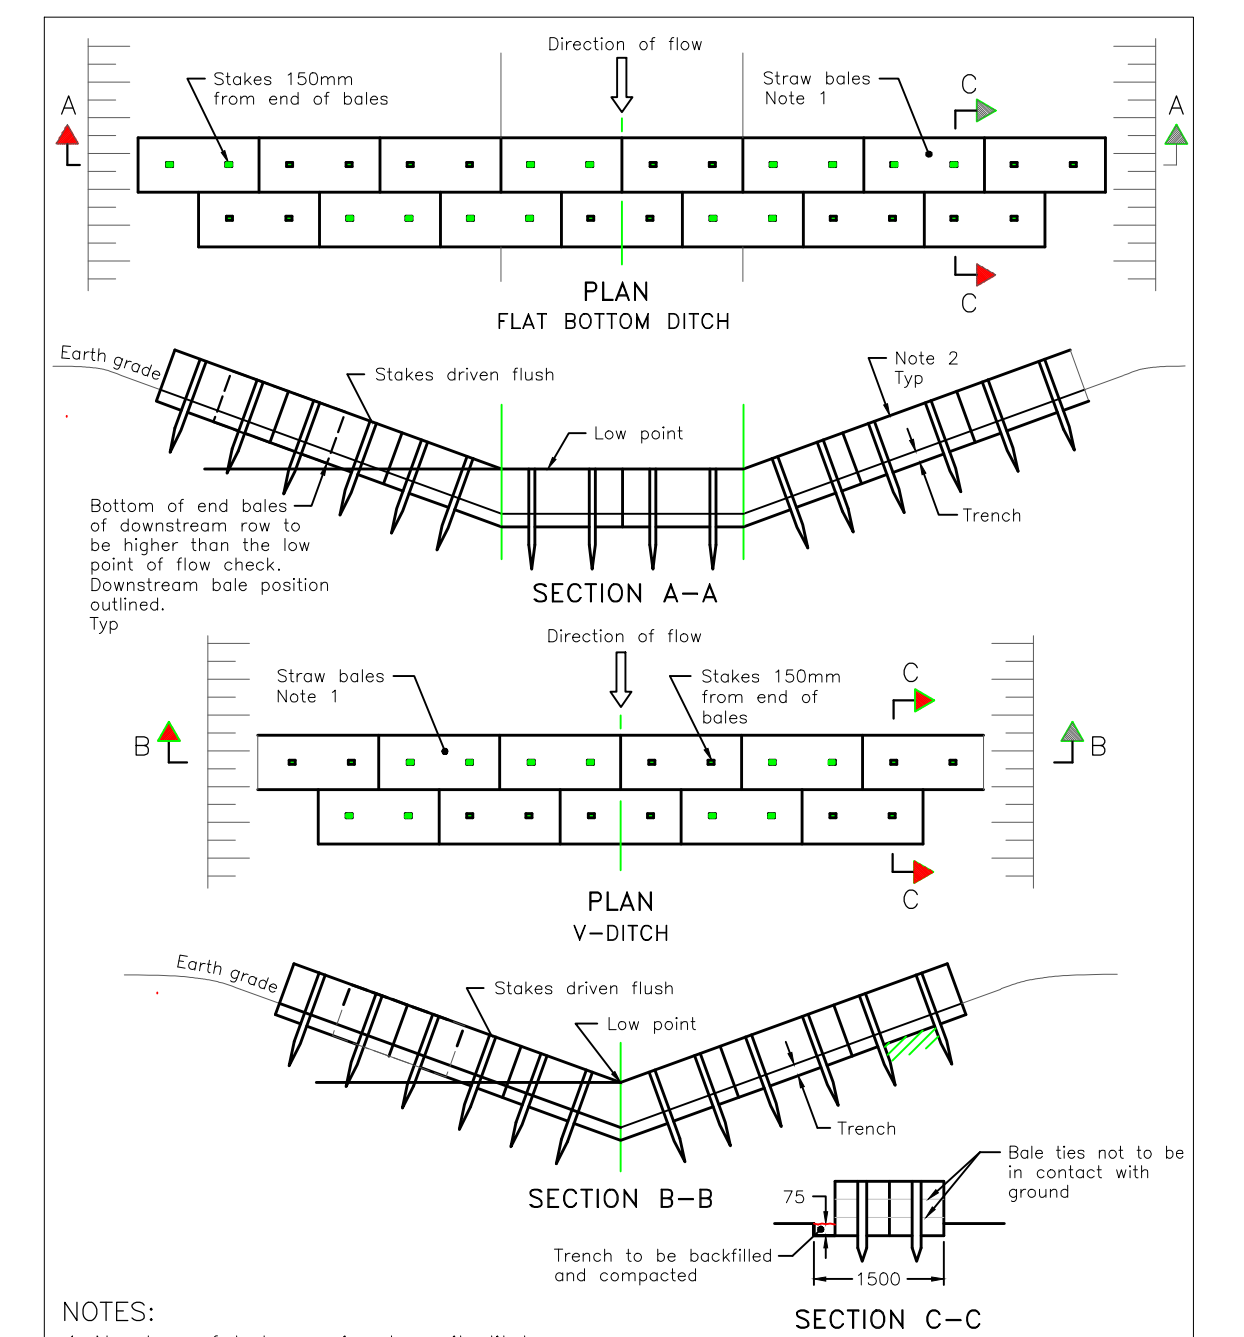 Direction of flow
Stakes 150mm
from end of bales
Straw bales
Note 1
C
A
A
C
PLAN
FLAT BOTTOM DITCH
Earth grade
Stakes driven flush
Note 2
Typ
Low point
Bottom of end bales
of downstream row to
be higher than the low
point of flow check.
Downstream bale position
outlined.
Typ
Trench
SECTION A-A
Direction of flow
Straw bales
Note 1
Stakes 150mm
from end of
bales
C
B
B
C
PLAN
V-DITCH
Earth grade
Stakes driven flush
Low point
Trench
SECTION B-B
Bale ties not to be
in contact with
ground
75
Trench to be backfilled
and compacted
1500
SECTION C-C
NOTES: